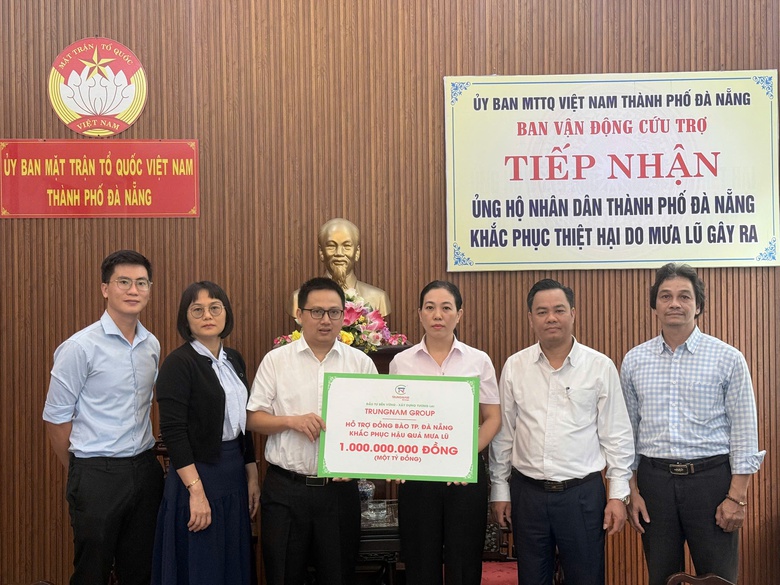 MẶT TRẬN TỔ QUỐC
VIỆT NAM
ỦY BAN MẶT TRẬN TỔ QUỐC VIỆT NAM
THÀNH PHỐ ĐÀ NẴNG
ỦY BAN MTTQ VIỆT NAM THÀNH PHỐ ĐÀ NẴNG
BAN VẬN ĐỘNG CỨU TRỢ
TIẾP NHẬN
ỦNG HỘ NHÂN DÂN THÀNH PHỐ ĐÀ NẴNG
KHẮC PHỤC THIỆT HẠI DO MƯA LŨ GÂY RA
TRUNGNAM GROUP
HỖ TRỢ ĐỒNG BÀO TP. ĐÀ NẴNG
KHẮC PHỤC HẬU QUẢ MƯA LŨ
1.000.000.000 ĐỒNG
(MỘT TỶ ĐỒNG)